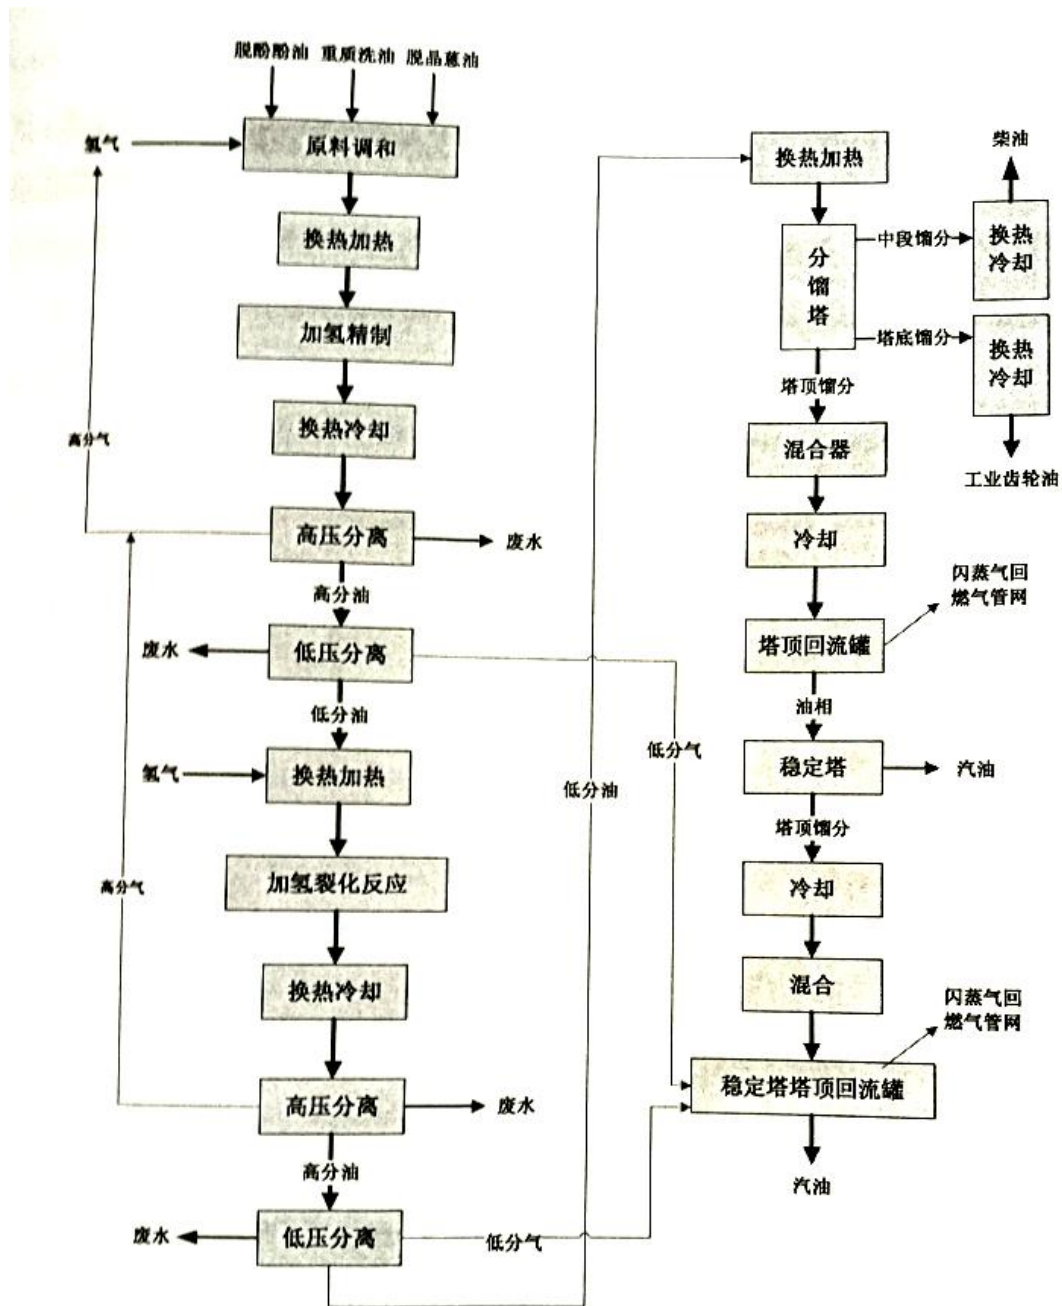 脱酚酚油 重质洗油 脱晶蒽油
氢气
原料调和
换热加热
加氢精制
换热冷却
高分气
高压分离
废水
高分油
废水
低压分离
低分油
氢气
换热加热
高分气
加氢裂化反应
换热冷却
高压分离
废水
高分油
废水
低压分离
低分气
低分油
低分气
换热加热
柴油
分
馏
塔
中段馏分
换热
冷却
塔底馏分
换热
冷却
工业齿轮油
塔顶馏分
混合器
冷却
闪蒸气回
燃气管网
塔顶回流罐
油相
稳定塔
汽油
塔顶馏分
冷却
混合
闪蒸气回
燃气管网
稳定塔塔顶回流罐
汽油